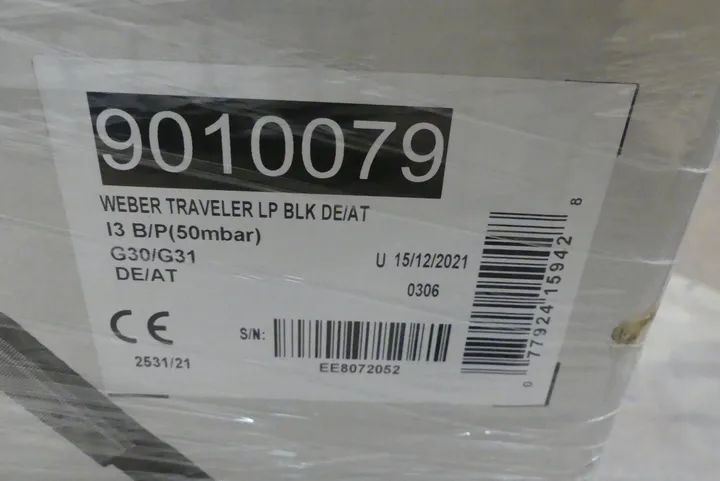 9010079
WEBER TRAVELER LP BLK DE/AT
I3 B/P(50mbar)
G30/G31
DE/AT
U 15/12/2021
0306
CE
2531/21
S/N:
EE8072052
0 77924 15942 8